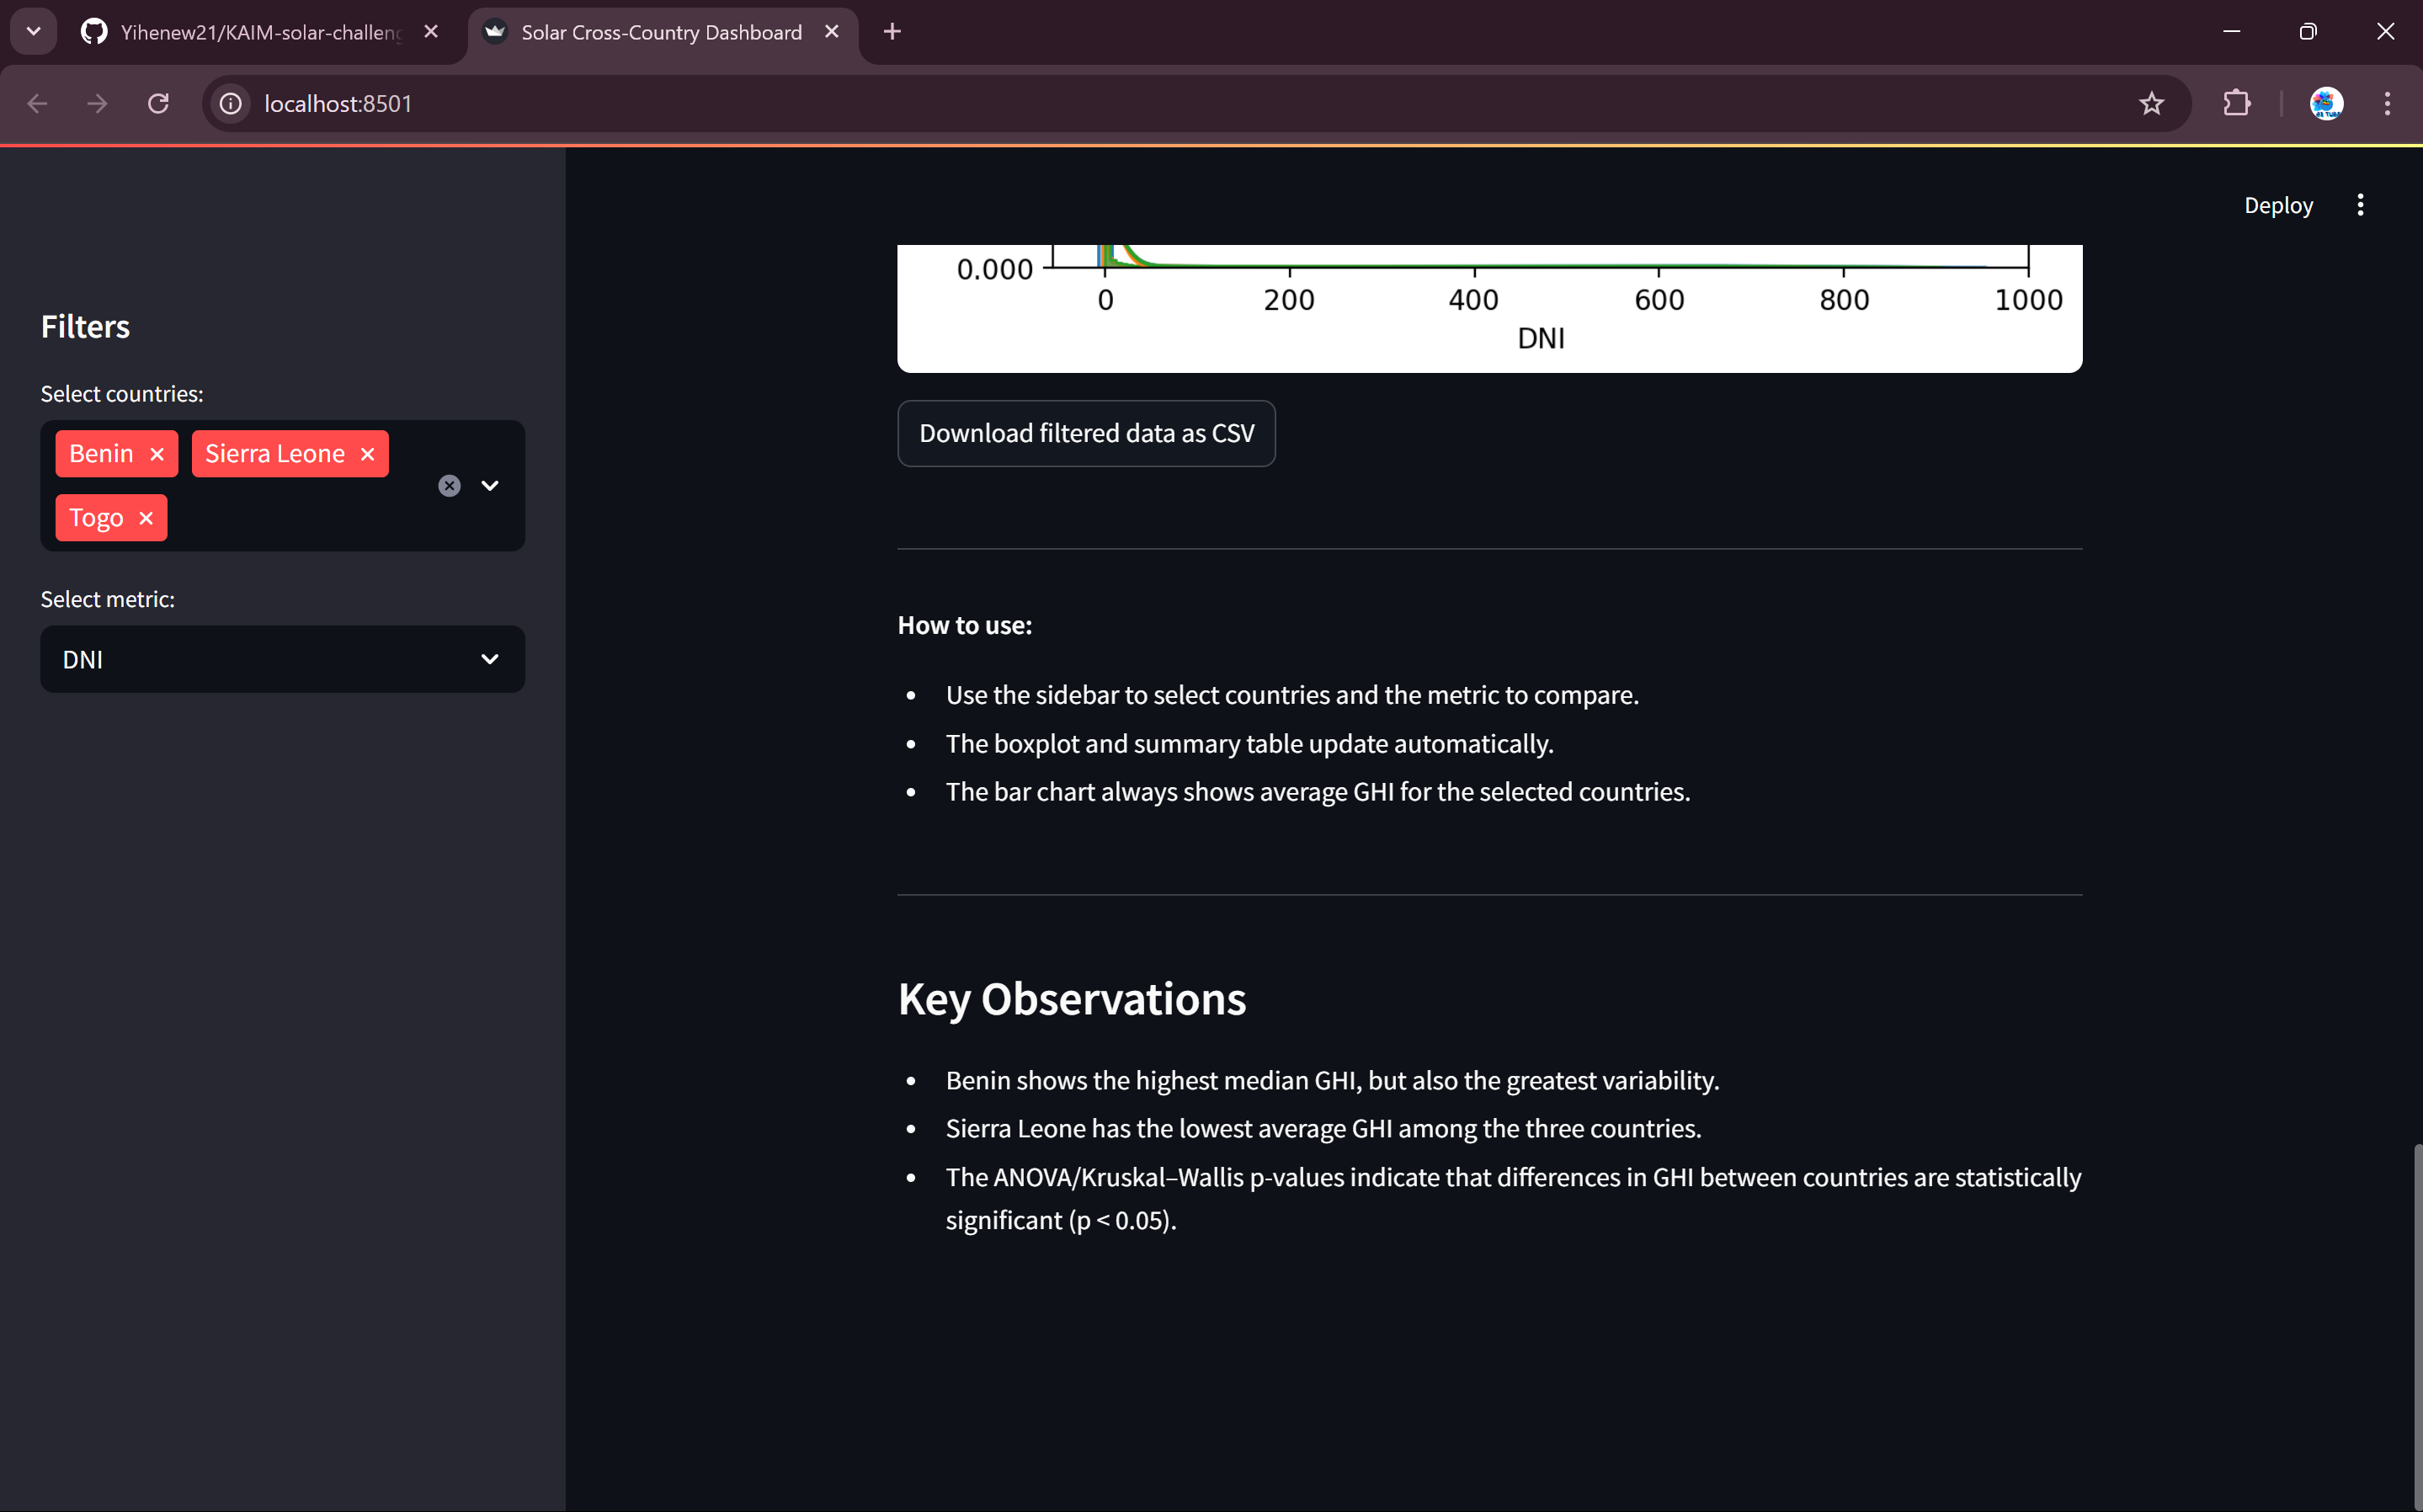 Yihenew21/KAIM-solar-challeng
Solar Cross-Country Dashboard
localhost:8501
Deploy
Filters
Select countries:
Benin
Sierra Leone
Togo
Select metric:
DNI
0.000
0 200 400 600 800 1000
DNI
Download filtered data as CSV
How to use:
• Use the sidebar to select countries and the metric to compare.
• The boxplot and summary table update automatically.
• The bar chart always shows average GHI for the selected countries.
Key Observations
• Benin shows the highest median GHI, but also the greatest variability.
• Sierra Leone has the lowest average GHI among the three countries.
• The ANOVA/Kruskal–Wallis p-values indicate that differences in GHI between countries are statistically
significant (p < 0.05).